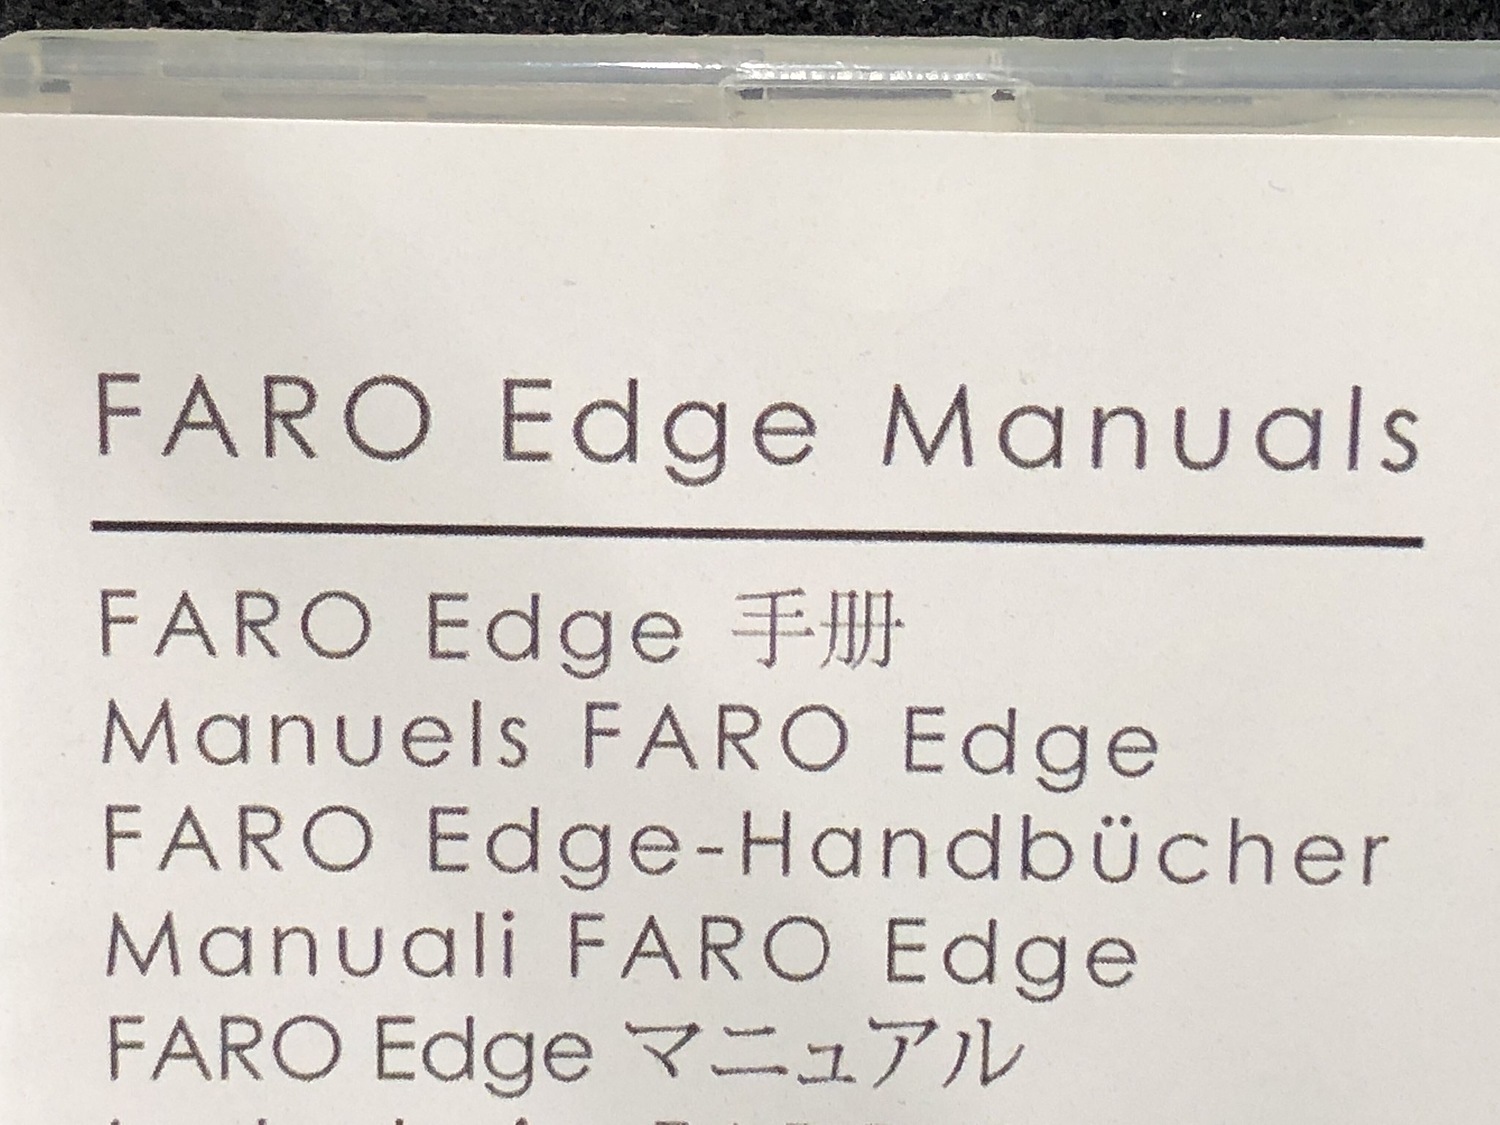 FARO Edge Manuals
FARO Edge 手册
Manuels FARO Edge
FARO Edge-Handbücher
Manuali FARO Edge
FARO Edge マニュアル